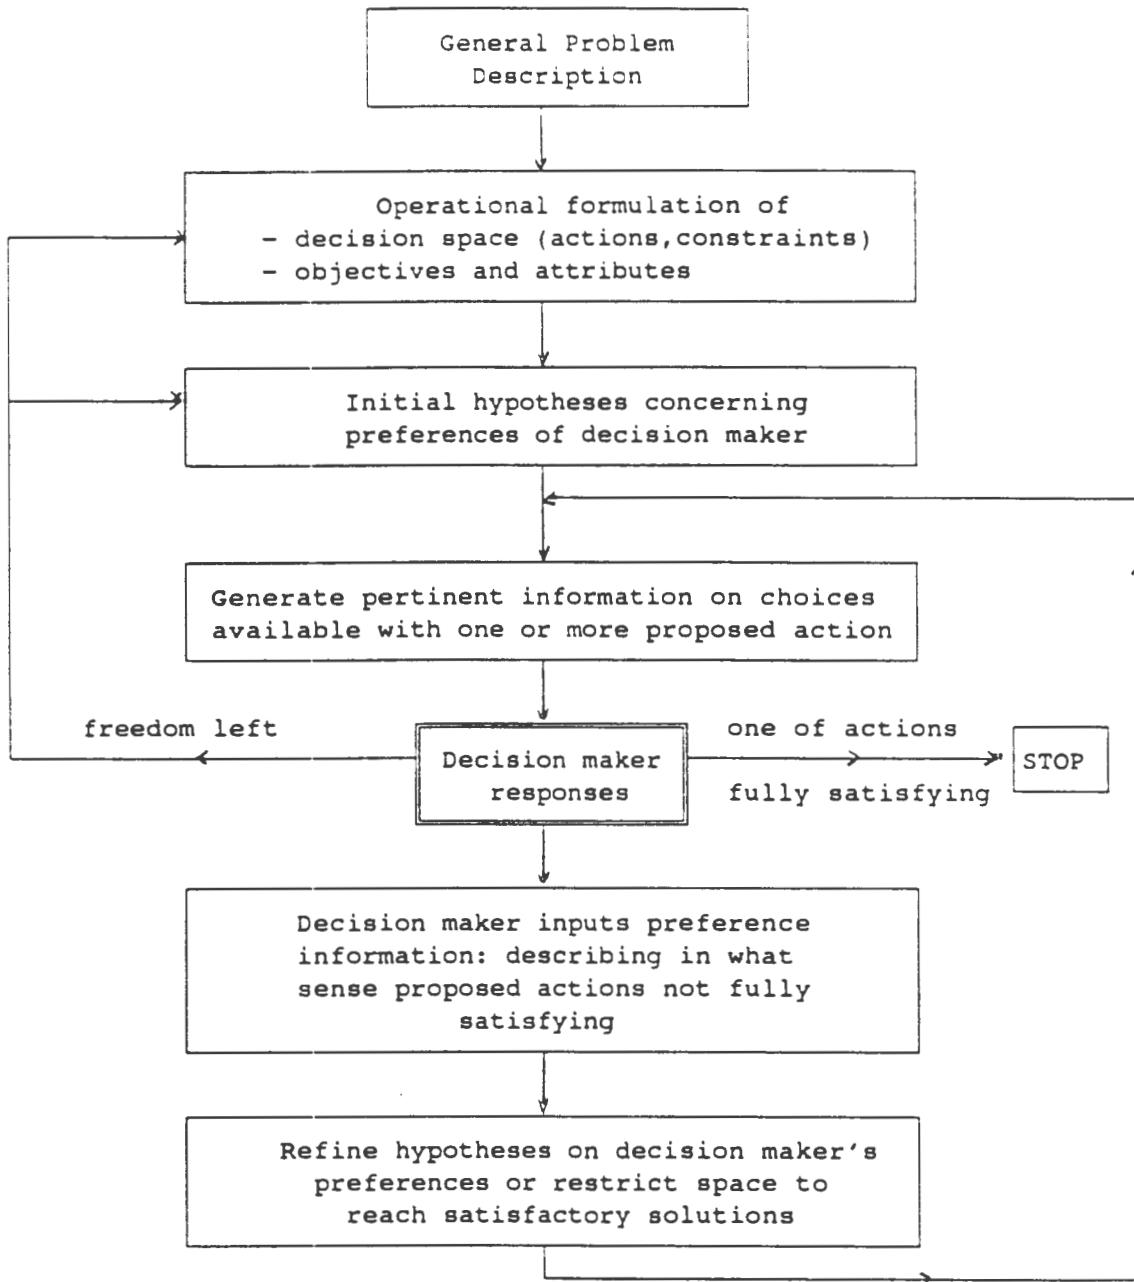 General Problem
Description
Operational formulation of
- decision space (actions,constraints)
- objectives and attributes
Initial hypotheses concerning
preferences of decision maker
Generate pertinent information on choices
available with one or more proposed action
freedom left
Decision maker
responses
one of actions
fully satisfying
STOP
Decision maker inputs preference
information: describing in what
sense proposed actions not fully
satisfying
Refine hypotheses on decision maker's
preferences or restrict space to
reach satisfactory solutions